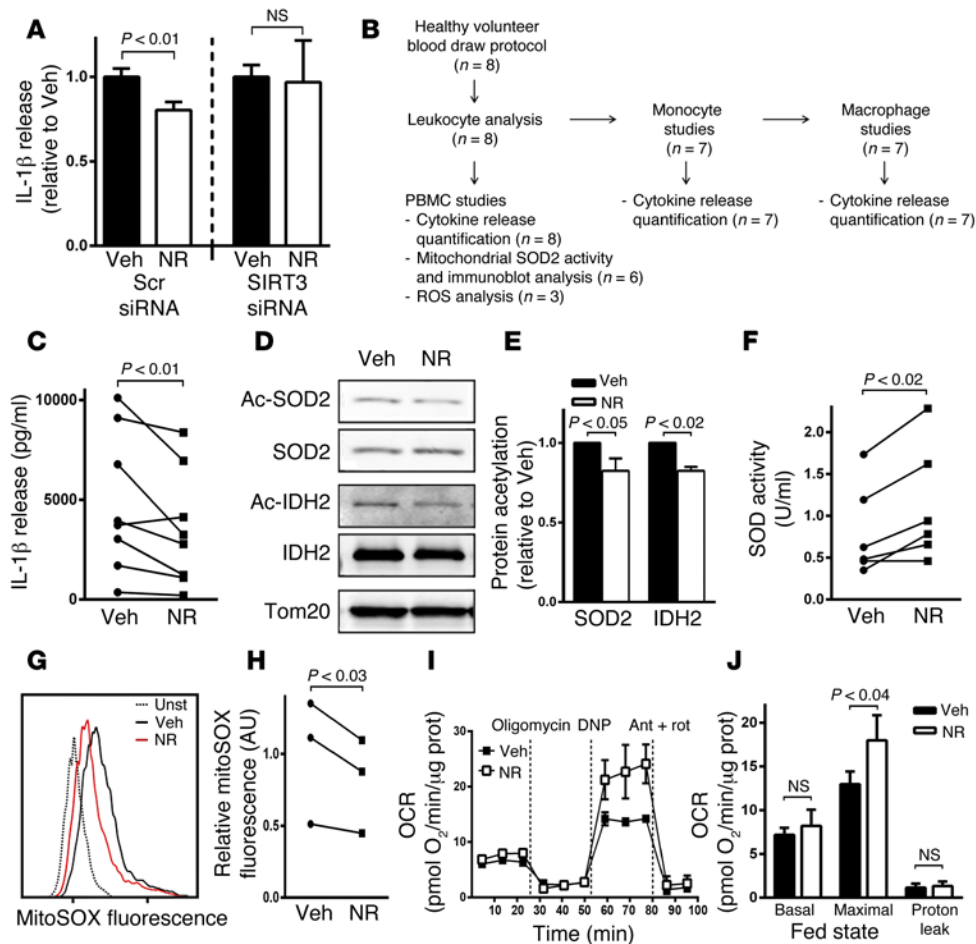 A
P < 0.01
NS
IL-1β release
(relative to Veh)
1.0
0.5
0.0
Veh NR
Veh NR
Scr
siRNA
SIRT3
siRNA
B
Healthy volunteer
blood draw protocol
(n = 8)
Leukocyte analysis
(n = 8)
Monocyte
studies
(n = 7)
Macrophage
studies
(n = 7)
PBMC studies
- Cytokine release
quantification (n = 8)
- Mitochondrial SOD2 activity
and immunoblot analysis (n = 6)
- ROS analysis (n = 3)
- Cytokine release
quantification (n = 7)
- Cytokine release
quantification (n = 7)
C
P < 0.01
IL-1β release (pg/ml)
10000
5000
0
Veh NR
D
Veh NR
Ac-SOD2
SOD2
Ac-IDH2
IDH2
Tom20
E
Veh
NR
P < 0.05 P < 0.02
Protein acetylation
(relative to Veh)
1.0
0.5
0.0
SOD2 IDH2
F
P < 0.02
SOD activity
(U/ml)
2.0
1.5
1.0
0.5
0.0
Veh NR
G
Unst
Veh
NR
MitoSOX fluorescence
H
P < 0.03
Relative mitoSOX
fluorescence (AU)
1.0
0.5
0.0
Veh NR
I
Oligomycin DNP Ant + rot
Veh
NR
OCR
(pmol O2/min/µg prot)
30
20
10
0
0 10 20 30 40 50 60 70 80 90 100
Time (min)
J
P < 0.04
Veh
NR
NS
NS
OCR
(pmol O2/min/µg prot)
20
15
10
5
0
Basal Maximal Proton
leak
Fed state